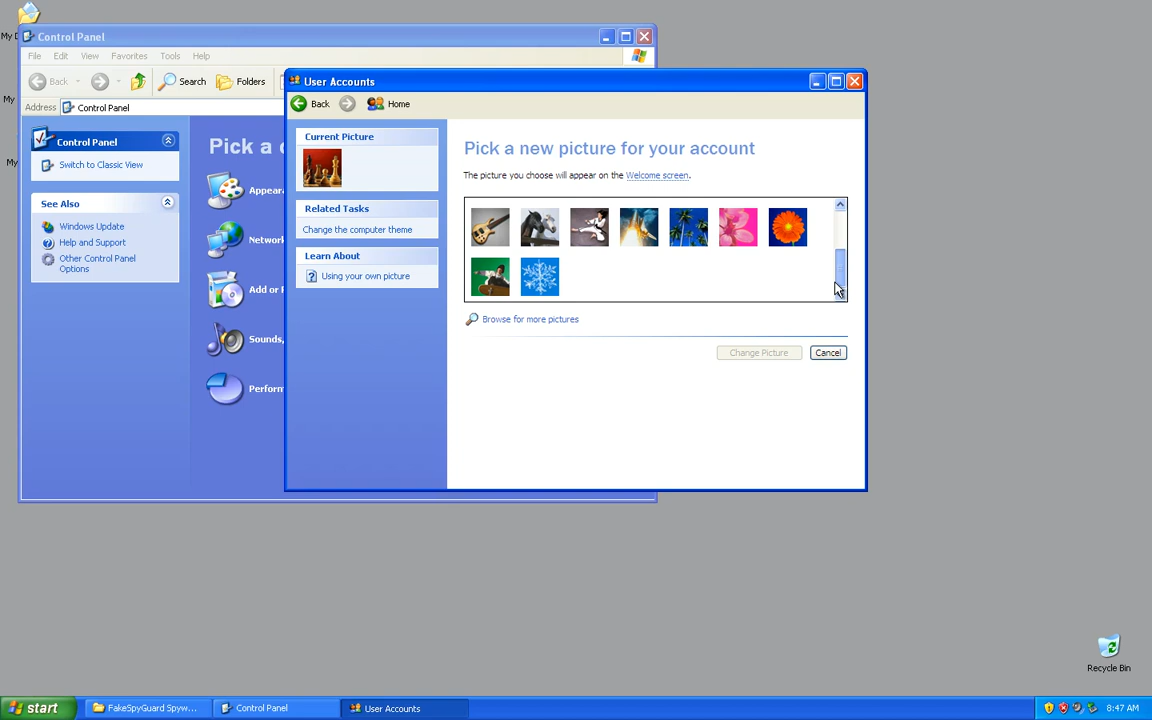 My D
Control Panel
File Edit View Favorites Tools Help
Back Search Folders
Address Control Panel
My
My
Control Panel
Switch to Classic View
See Also
Windows Update
Help and Support
Other Control Panel
Options
Pick a c
Appeara
Network
Add or R
Sounds,
Perform
User Accounts
Back Home
Current Picture
Related Tasks
Change the computer theme
Learn About
Using your own picture
Pick a new picture for your account
The picture you choose will appear on the Welcome screen.
Browse for more pictures
Change Picture Cancel
Recycle Bin
start FakeSpyGuard Spyw... Control Panel User Accounts 8:47 AM